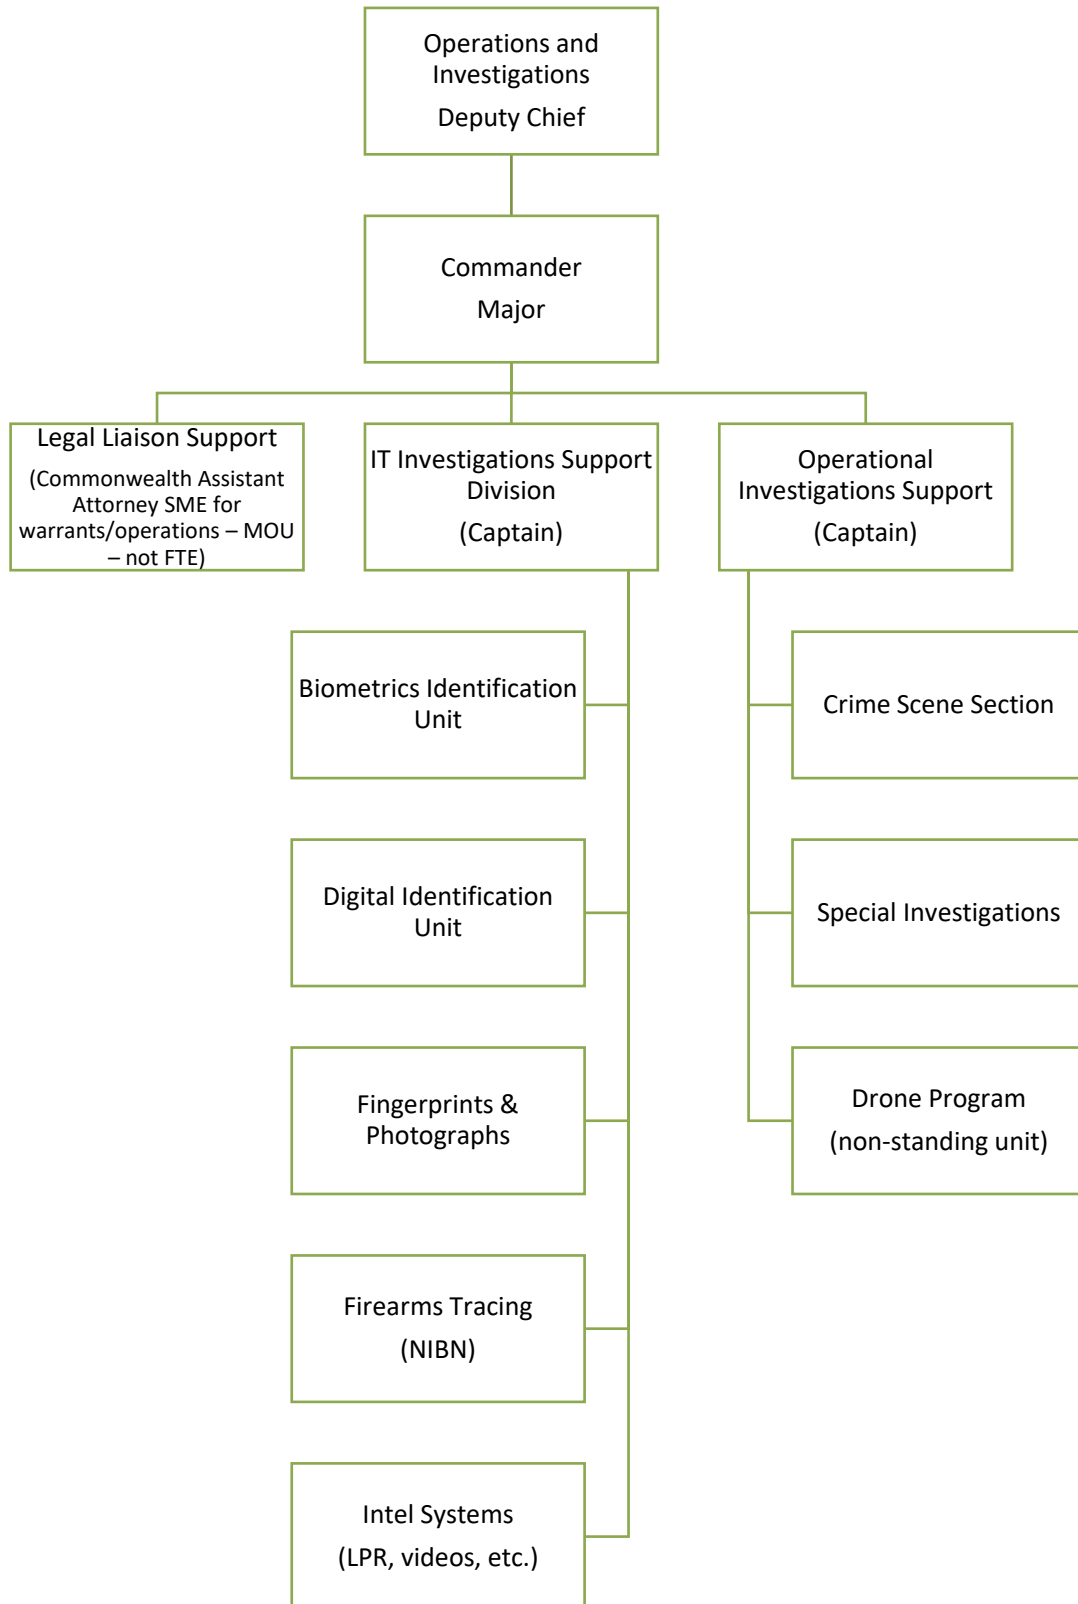 Operations and
Investigations
Deputy Chief
Commander
Major
Legal Liaison Support
(Commonwealth Assistant
Attorney SME for
warrants/operations – MOU
– not FTE)
IT Investigations Support
Division
(Captain)
Operational
Investigations Support
(Captain)
Biometrics Identification
Unit
Digital Identification
Unit
Fingerprints &
Photographs
Firearms Tracing
(NIBN)
Intel Systems
(LPR, videos, etc.)
Crime Scene Section
Special Investigations
Drone Program
(non-standing unit)